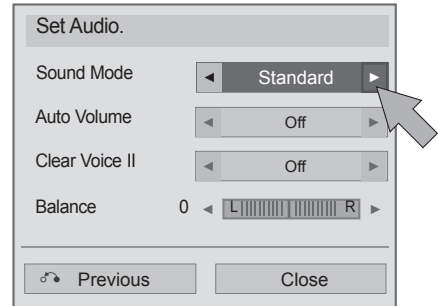 Set Audio.
Sound Mode ◄ Standard ►
Auto Volume ◄ Off ►
Clear Voice II ◄ Off ►
Balance 0 ◄ L R ►
Previous Close